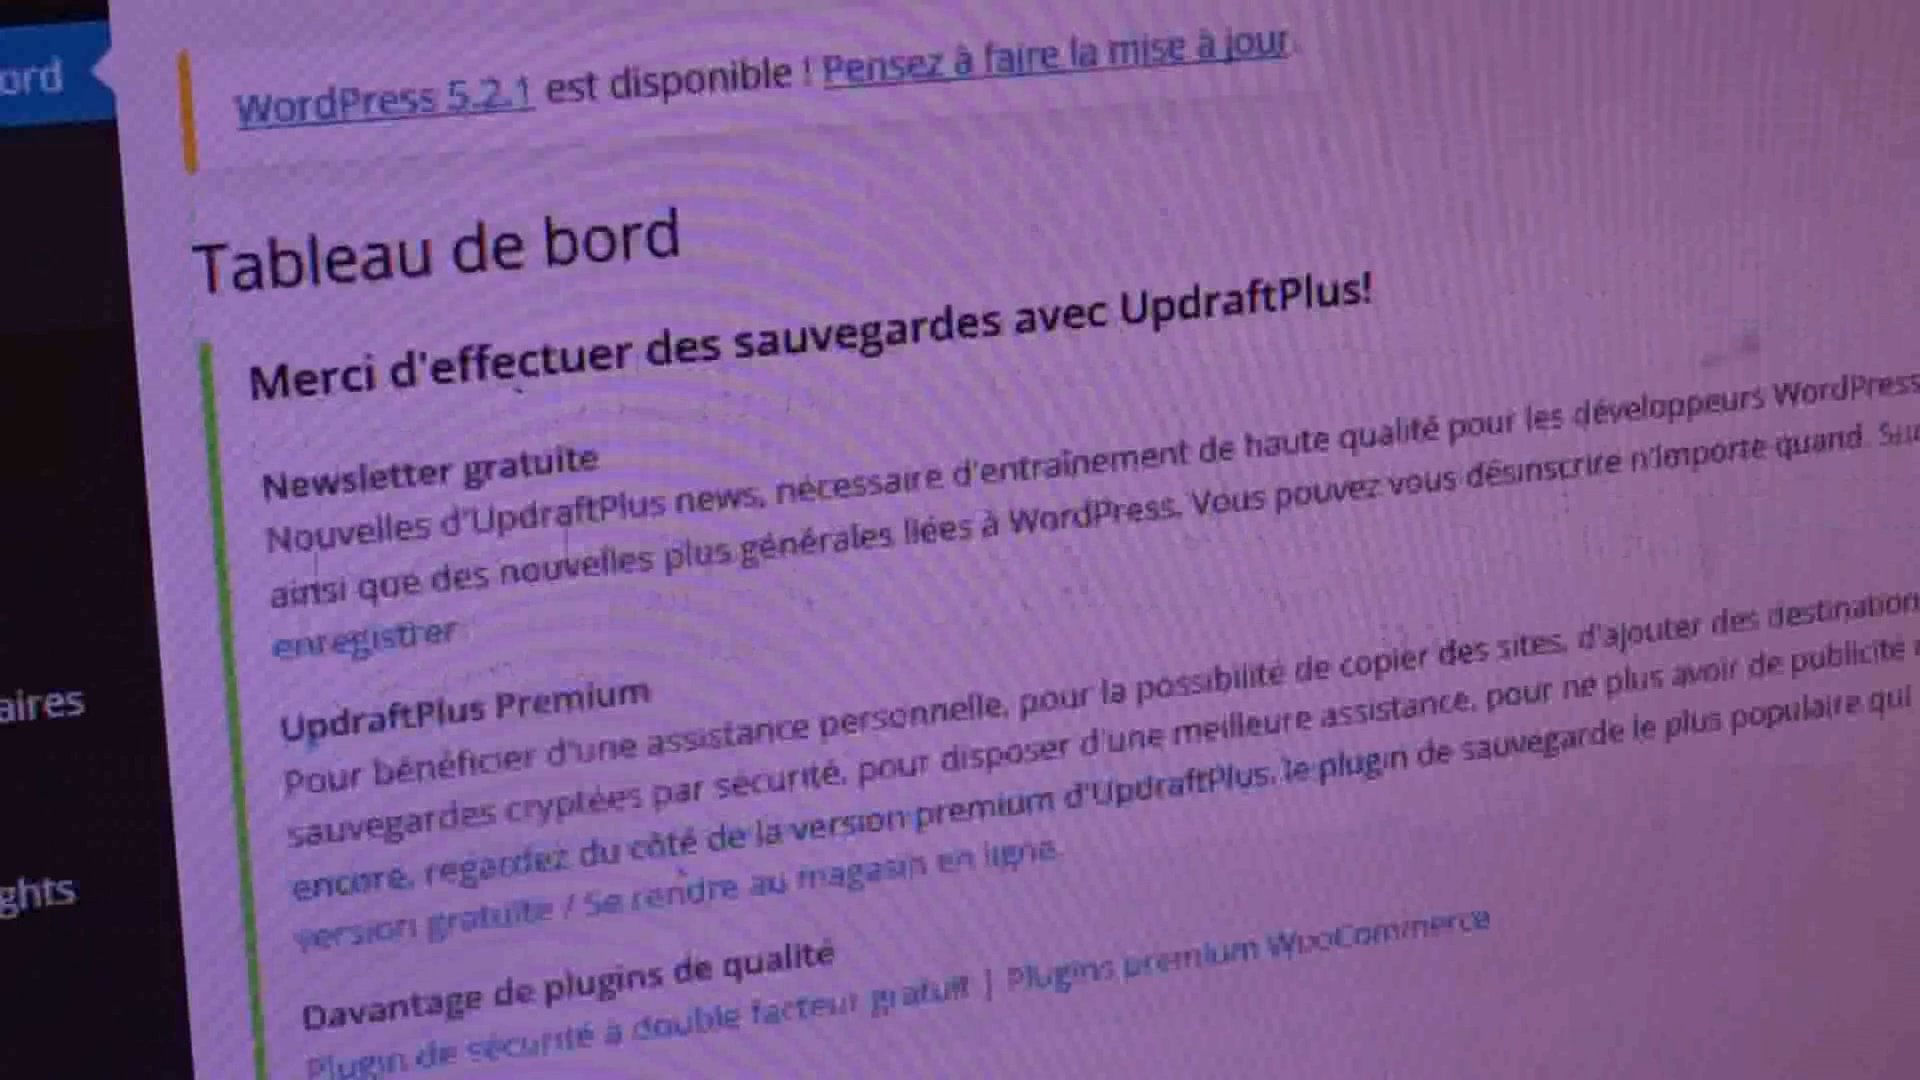 ord
WordPress 5.2.1 est disponible ! Pensez à faire la mise à jour.
Tableau de bord
Merci d'effectuer des sauvegardes avec UpdraftPlus!
Newsletter gratuite
Nouvelles d'UpdraftPlus news, nécessaire d'entraînement de haute qualité pour les développeurs WordPress
ainsi que des nouvelles plus générales liées à WordPress. Vous pouvez vous désinscrire n'importe quand.
enregistrer
UpdraftPlus Premium
aires
Pour bénéficier d'une assistance personnelle, pour la possibilité de copier des sites, d'ajouter des destination
sauvegardes cryptées par sécurité, pour disposer d'une meilleure assistance, pour ne plus avoir de publicité
encore, regardez du côté de la version premium d'UpdraftPlus, le plugin de sauvegarde le plus populaire qui
version gratuite / Se rendre au magasin en ligne.
ghts
Davantage de plugins de qualité
Plugin de sécurité à double facteur gratuit | Plugins premium WooCommerce